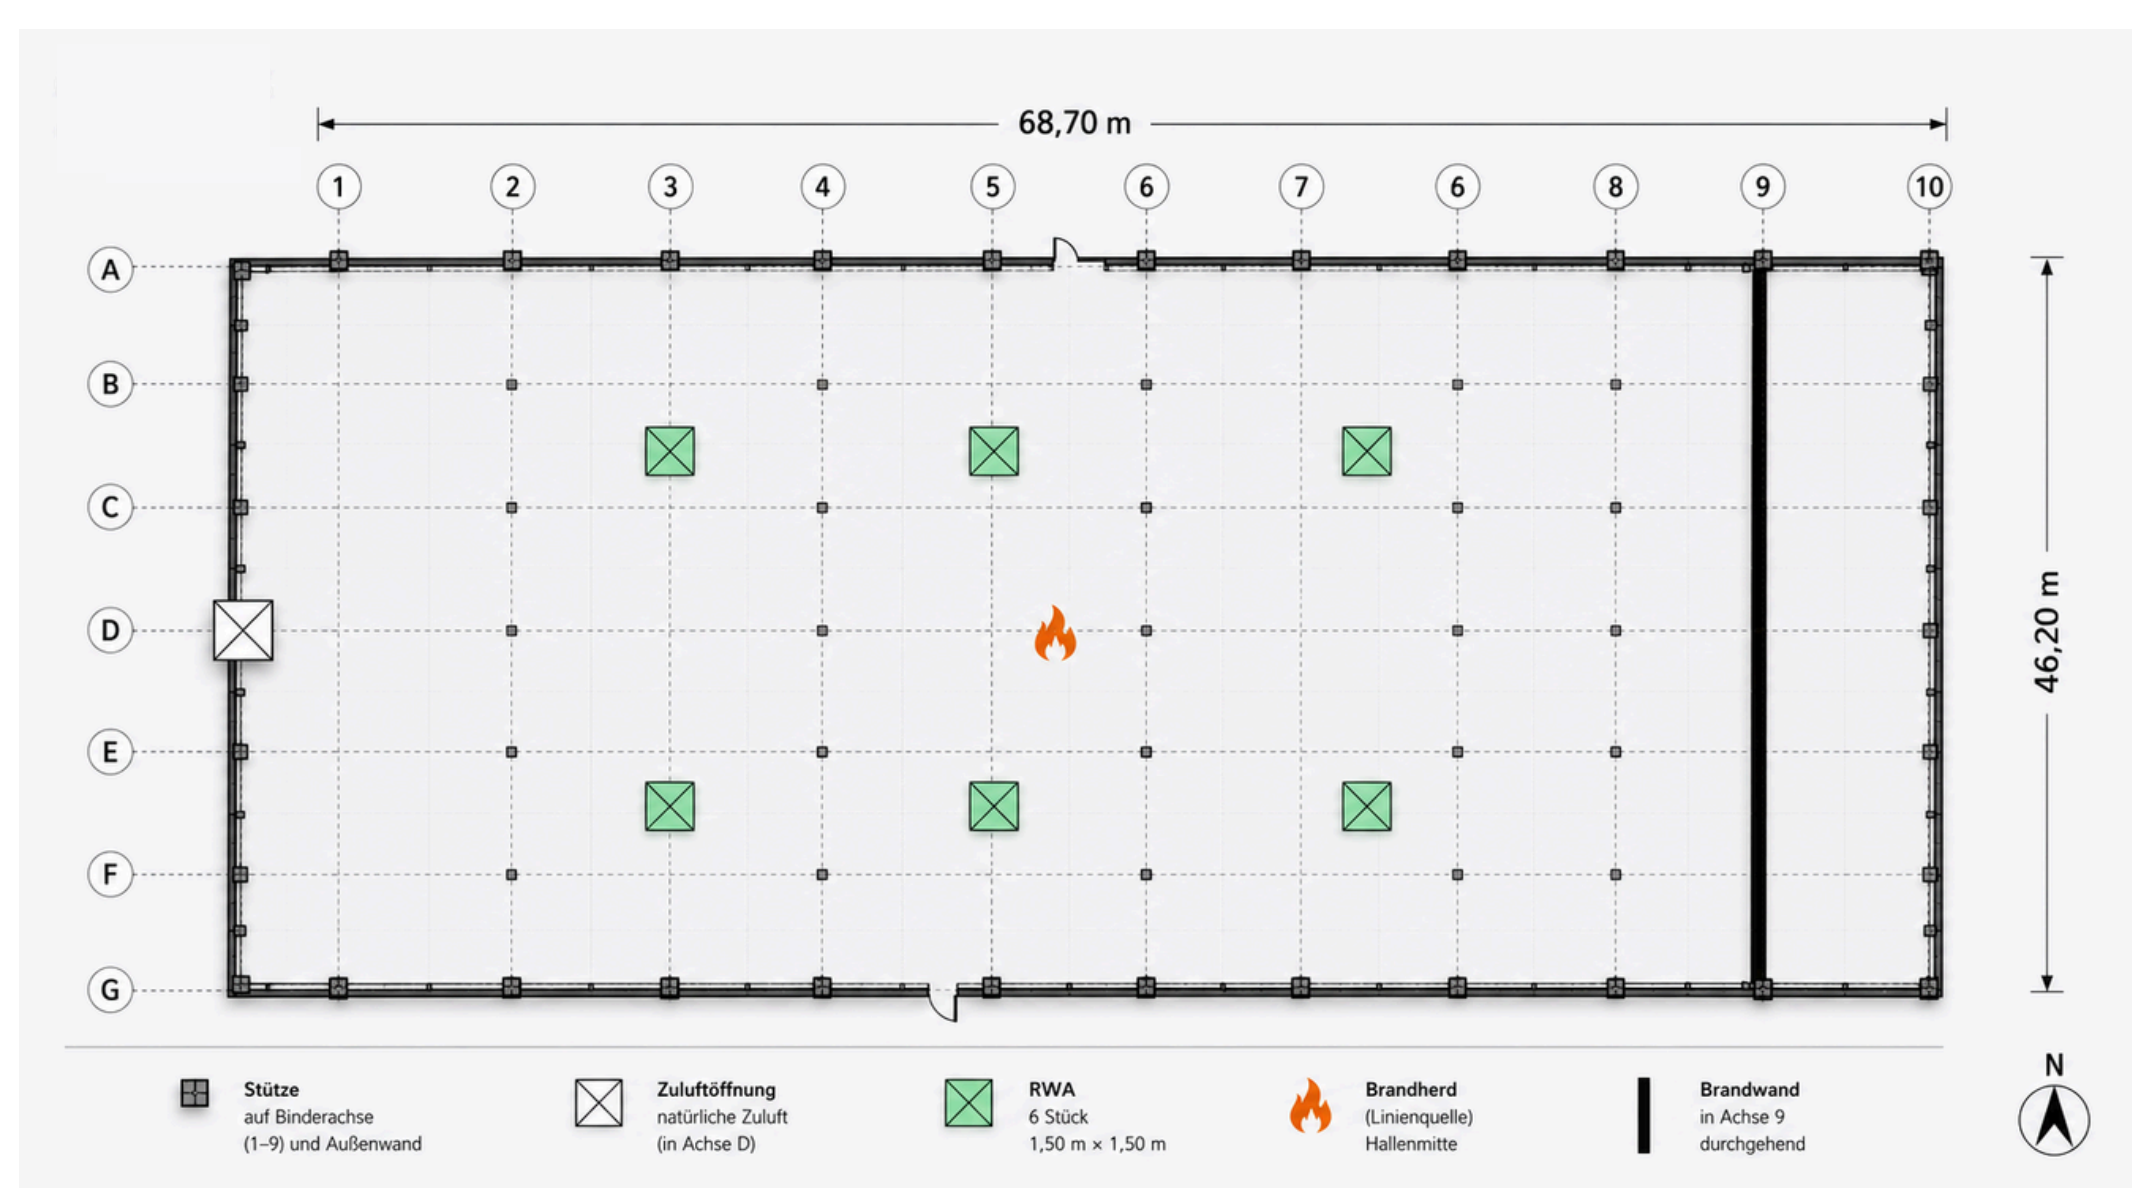 68,70 m
1 2 3 4 5 6 7 6 8 9 10
A
B
C
D
E
F
G
46,20 m
N
Stütze
auf Binderachse
(1–9) und Außenwand
Zuluftöffnung
natürliche Zuluft
(in Achse D)
RWA
6 Stück
1,50 m × 1,50 m
Brandherd
(Linienquelle)
Hallenmitte
Brandwand
in Achse 9
durchgehend